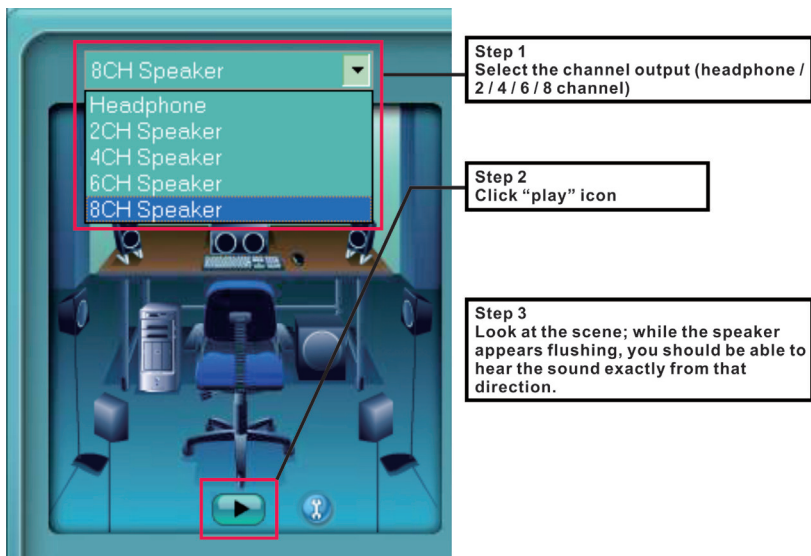 8CH Speaker
Headphone
2CH Speaker
4CH Speaker
6CH Speaker
8CH Speaker
Step 1
Select the channel output (headphone /
2 / 4 / 6 / 8 channel)
Step 2
Click “play” icon
Step 3
Look at the scene; while the speaker
appears flushing, you should be able to
hear the sound exactly from that
direction.